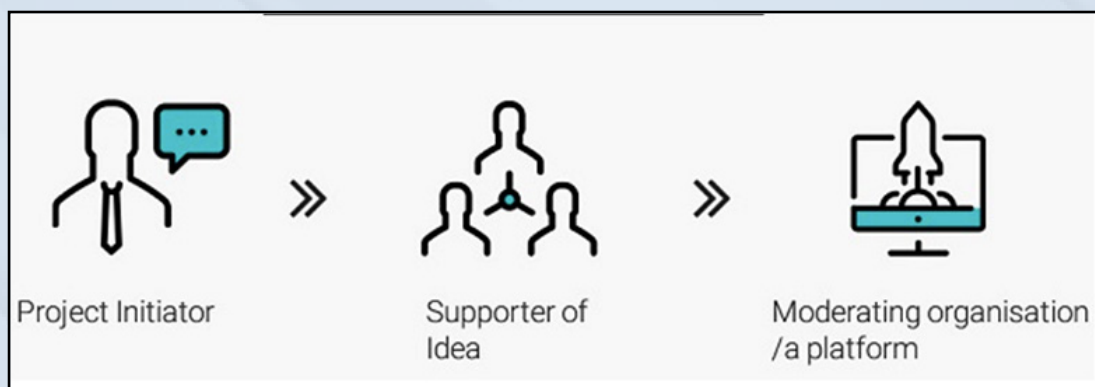 Project Initiator
Supporter of
Idea
Moderating organisation
/a platform